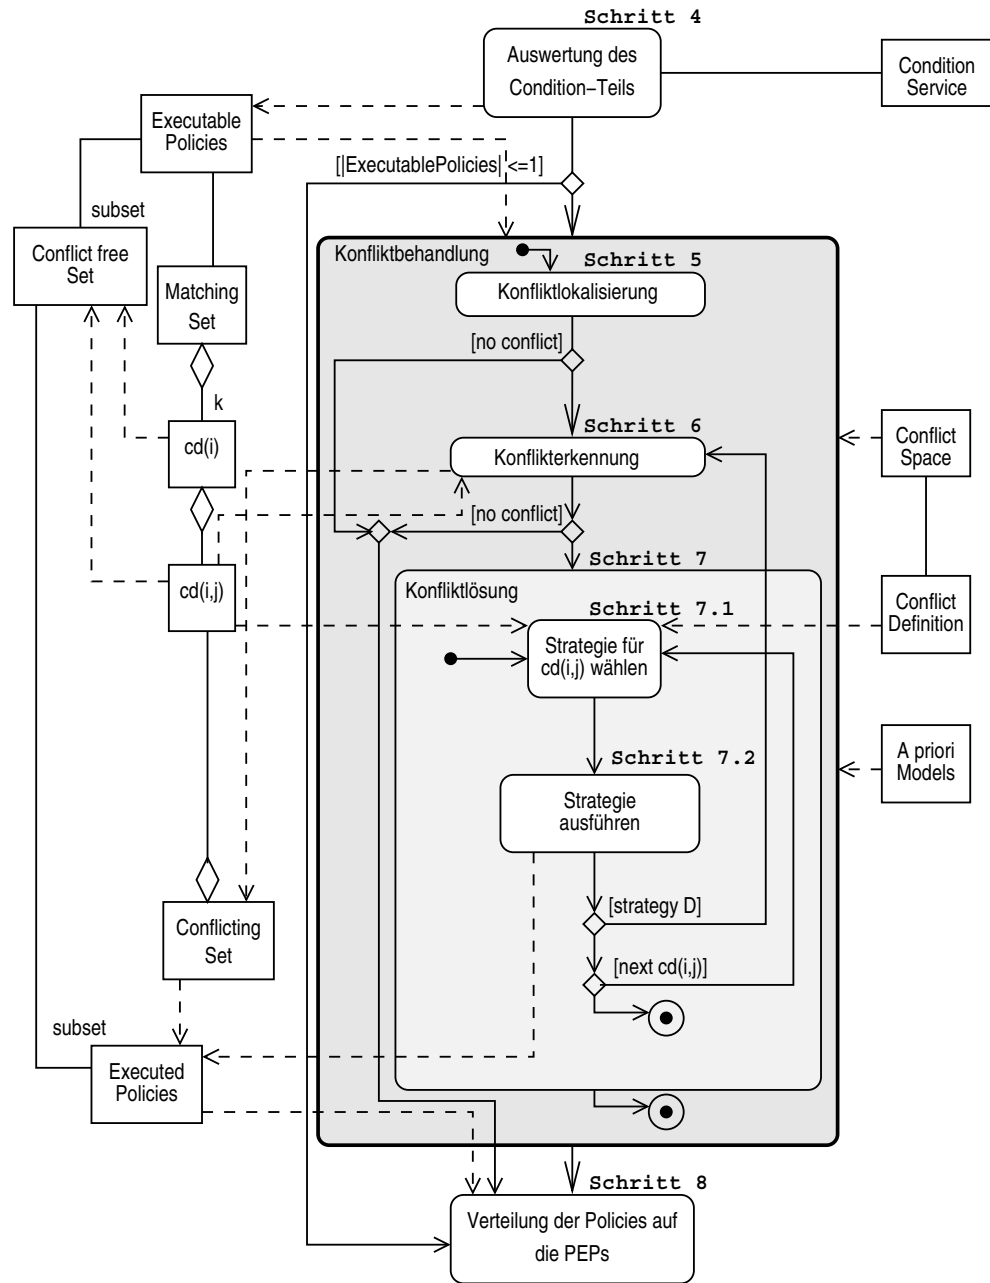 Schritt 4
Auswertung des
Condition–Teils
Condition
Service
Executable
Policies
[|ExecutablePolicies| <=1]
subset
Conflict free
Set
Konfliktbehandlung
Schritt 5
Konfliktlokalisierung
Matching
Set
[no conflict]
k
cd(i)
Schritt 6
Konflikterkennung
Conflict
Space
[no conflict]
cd(i,j)
Schritt 7
Konfliktlösung
Schritt 7.1
Strategie für
cd(i,j) wählen
Conflict
Definition
Schritt 7.2
Strategie
ausführen
A priori
Models
[strategy D]
Conflicting
Set
[next cd(i,j)]
subset
Executed
Policies
Schritt 8
Verteilung der Policies auf
die PEPs